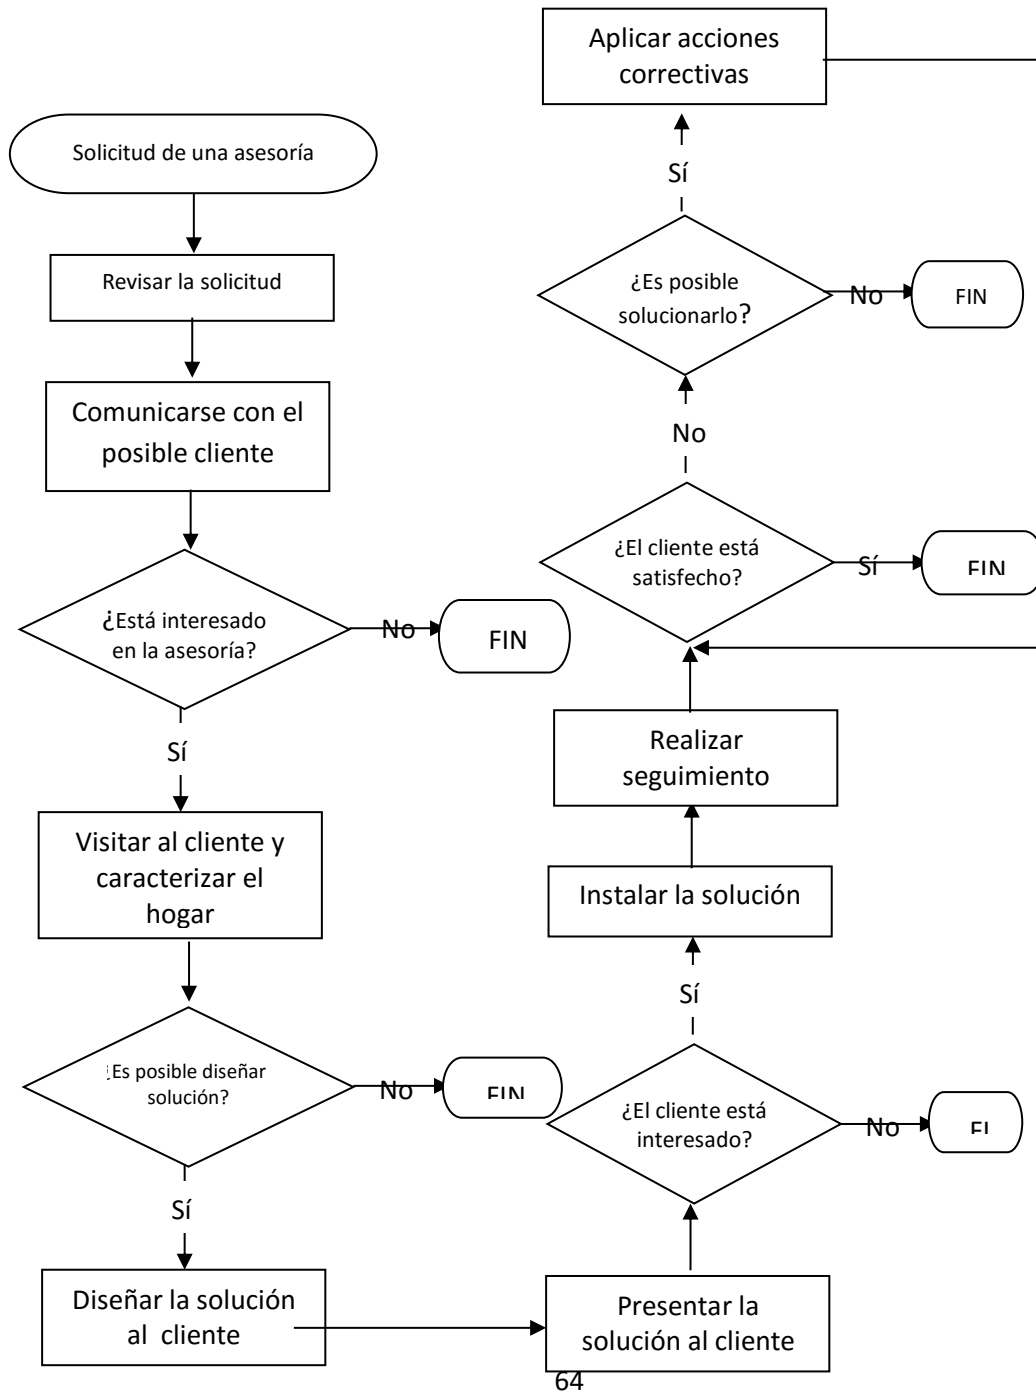 Solicitud de una asesoría
Revisar la solicitud
Comunicarse con el
posible cliente
¿Está interesado
en la asesoría?
No
FIN
Sí
Visitar al cliente y
caracterizar el
hogar
¿Es posible diseñar
solución?
No
FIN
Sí
Diseñar la solución
al  cliente
Presentar la
solución al cliente
¿El cliente está
interesado?
No
FI
Sí
Instalar la solución
Realizar
seguimiento
¿El cliente está
satisfecho?
Sí
FIN
No
¿Es posible
solucionarlo?
No
FIN
Sí
Aplicar acciones
correctivas
64